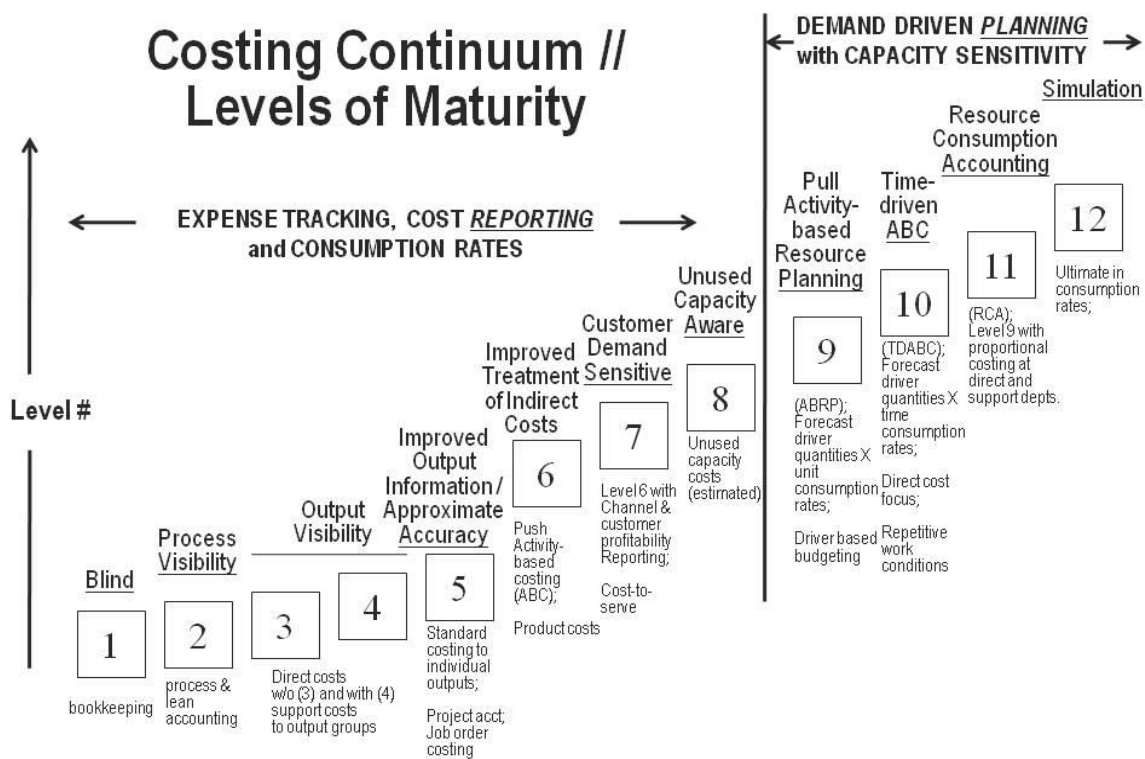 Costing Continuum //
Levels of Maturity
DEMAND DRIVEN PLANNING
with CAPACITY SENSITIVITY
EXPENSE TRACKING, COST REPORTING
and CONSUMPTION RATES
Level #
Blind
1
bookkeeping
Process
Visibility
2
process &
lean
accounting
Output
Visibility
3
4
Direct costs
w/o (3) and with (4)
support costs
to output groups
Improved
Output
Information /
Approximate
Accuracy
5
Standard
costing to
individual
outputs;
Project acct;
Job order
costing
Improved
Treatment
of Indirect
Costs
6
Push
Activity-
based
costing
(ABC);
Product costs
Customer
Demand
Sensitive
7
Level 6 with
Channel &
customer
profitability
Reporting;
Cost-to-
serve
Unused
Capacity
Aware
8
Unused
capacity
costs
(estimated)
Pull
Activity-
based
Resource
Planning
9
(ABRP);
Forecast
driver
quantities X
unit
consumption
rates;
Driver based
budgeting
Time-
driven
ABC
10
(TDABC);
Forecast
driver
quantities X
time
consumption
rates;
Direct cost
focus;
Repetitive
work
conditions
Resource
Consumption
Accounting
11
(RCA);
Level 9 with
proportional
costing at
direct and
support depts.
Simulation
12
Ultimate in
consumption
rates;